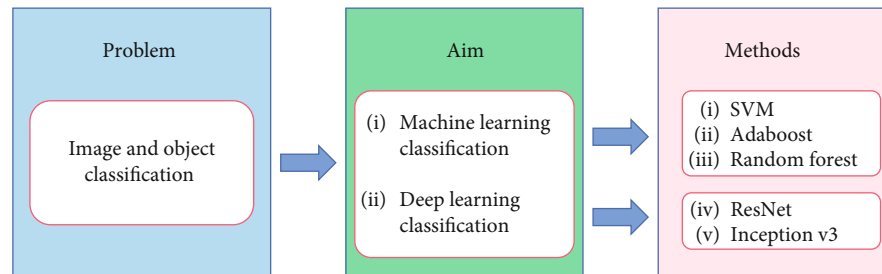 Problem
Image and object
classification
Aim
(i) Machine learning
classification
(ii) Deep learning
classification
Methods
(i) SVM
(ii) Adaboost
(iii) Random forest
(iv) ResNet
(v) Inception v3